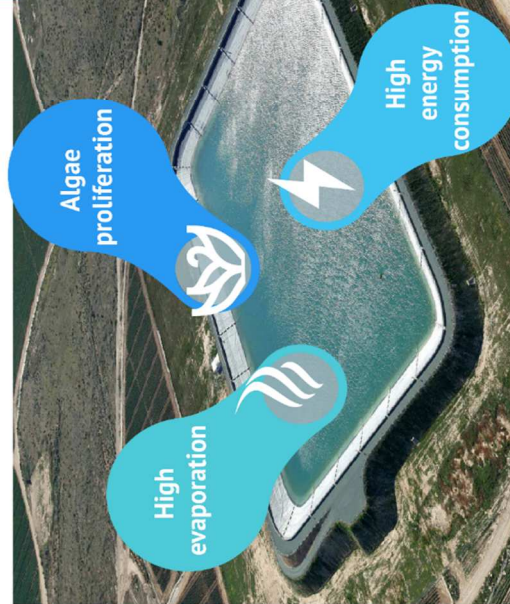 High
evaporation
Algae
proliferation
High
energy
consumption